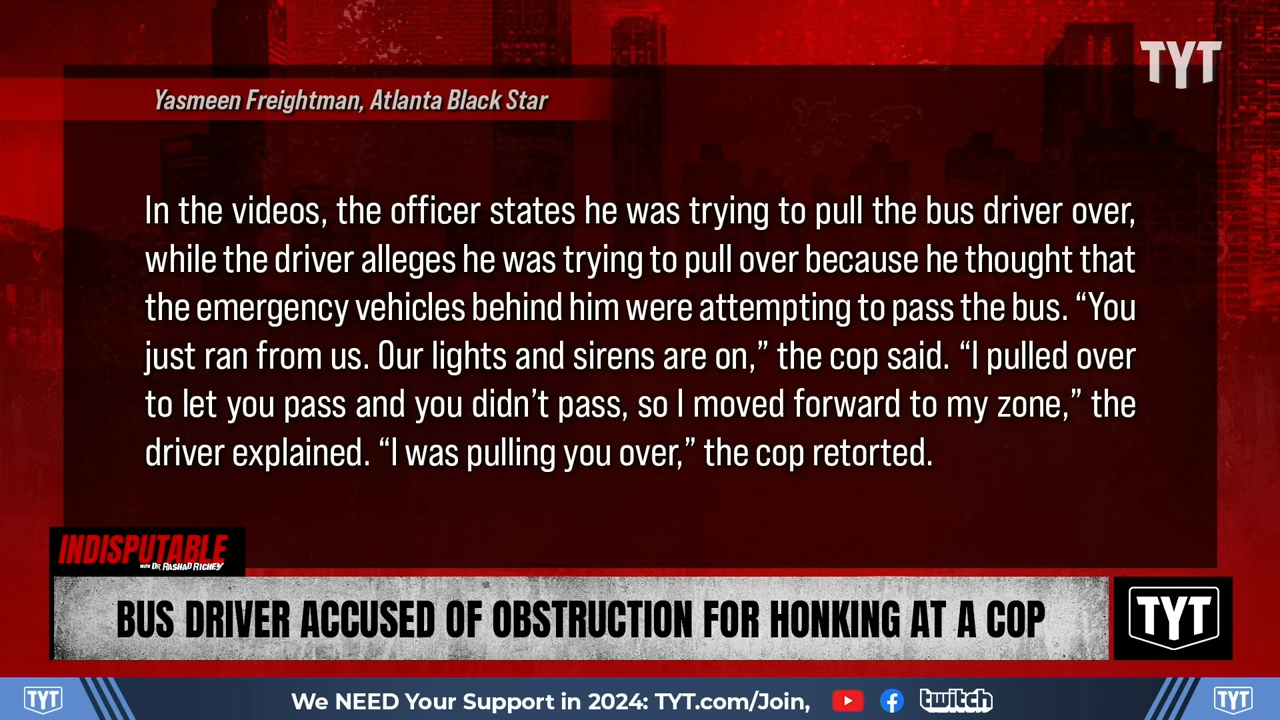 TYT
Yasmeen Freightman, Atlanta Black Star
In the videos, the officer states he was trying to pull the bus driver over,
while the driver alleges he was trying to pull over because he thought that
the emergency vehicles behind him were attempting to pass the bus. “You
just ran from us. Our lights and sirens are on,” the cop said. “I pulled over
to let you pass and you didn’t pass, so I moved forward to my zone,” the
driver explained. “I was pulling you over,” the cop retorted.
INDISPUTABLE
WITH DR. RASHAD RICHEY
BUS DRIVER ACCUSED OF OBSTRUCTION FOR HONKING AT A COP
TYT
TYT
We NEED Your Support in 2024: TYT.com/Join,
twitch
TYT